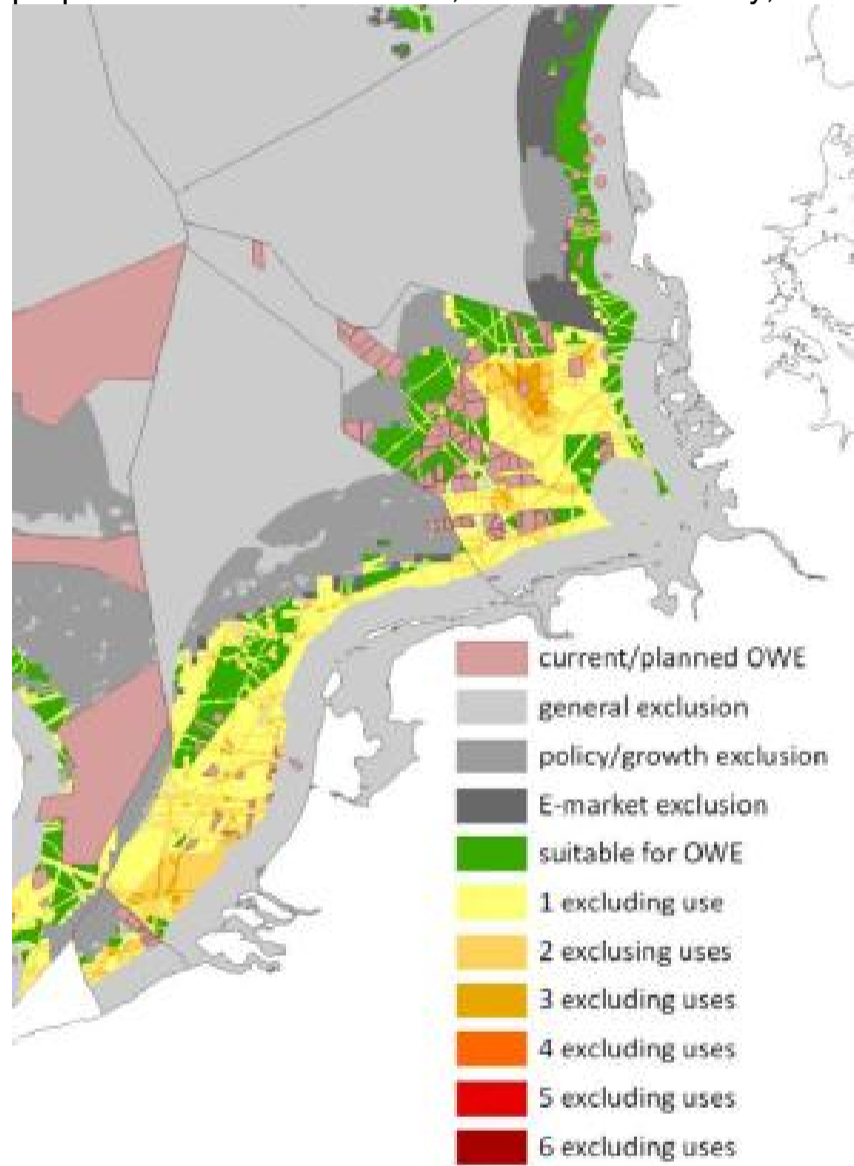 current/planned OWE
general exclusion
policy/growth exclusion
E-market exclusion
suitable for OWE
1 excluding use
2 exclusing uses
3 excluding uses
4 excluding uses
5 excluding uses
6 excluding uses